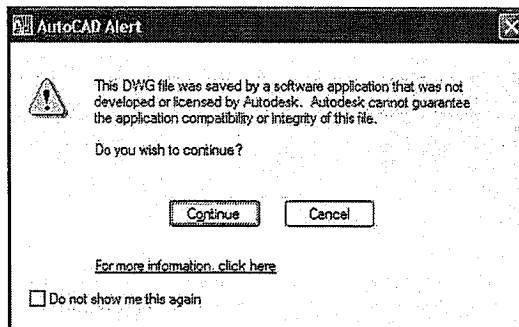 AutoCAD Alert
This DWG file was saved by a software application that was not
developed or licensed by Autodesk. Autodesk cannot guarantee
the application compatibility or integrity of this file.
Do you wish to continue?
Continue
Cancel
For more information, click here
Do not show me this again